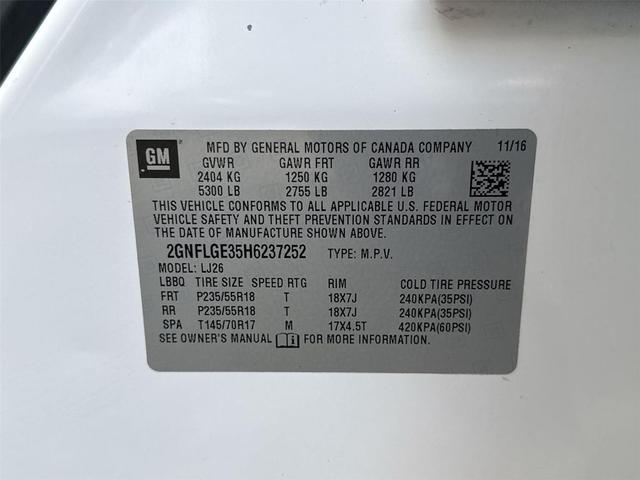 GM MFD BY GENERAL MOTORS OF CANADA COMPANY 11/16
GVWR GAWR FRT GAWR RR
2404 KG 1250 KG 1280 KG
5300 LB 2755 LB 2821 LB
THIS VEHICLE CONFORMS TO ALL APPLICABLE U.S. FEDERAL MOTOR
VEHICLE SAFETY AND THEFT PREVENTION STANDARDS IN EFFECT ON
THE DATE OF MANUFACTURE SHOWN ABOVE.
2GNFLGE35H6237252 TYPE: M.P.V.
MODEL: LJ26
LBBQ TIRE SIZE SPEED RTG RIM COLD TIRE PRESSURE
FRT P235/55R18 T 18X7J 240KPA(35PSI)
RR P235/55R18 T 18X7J 240KPA(35PSI)
SPA T145/70R17 M 17X4.5T 420KPA(60PSI)
SEE OWNER'S MANUAL FOR MORE INFORMATION.